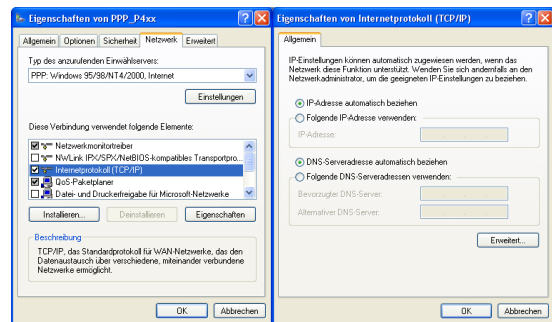 Eigenschaften von PPP_P4xx
Allgemein Optionen Sicherheit Netzwerk Erweitert
Typ des anzurufenden Einwählservers:
PPP: Windows 95/98/NT4/2000, Internet
Einstellungen
Diese Verbindung verwendet folgende Elemente:
Netzwerkmonitortreiber
NWLink IPX/SPX/NetBIOS-kompatibles Transportpro...
Internetprotokoll (TCP/IP)
QoS-Paketplaner
Datei- und Druckerfreigabe für Microsoft-Netzwerke
Installieren... Deinstallieren Eigenschaften
Beschreibung
TCP/IP, das Standardprotokoll für WAN-Netzwerke, das den
Datenaustausch über verschiedene, miteinander verbundene
Netzwerke ermöglicht.
OK Abbrechen
Eigenschaften von Internetprotokoll (TCP/IP)
Allgemein
IP-Einstellungen können automatisch zugewiesen werden, wenn das
Netzwerk diese Funktion unterstützt. Wenden Sie sich andernfalls an den
Netzwerkadministrator, um die geeigneten IP-Einstellungen zu beziehen.
IP-Adresse automatisch beziehen
Folgende IP-Adresse verwenden:
IP-Adresse:
DNS-Serveradresse automatisch beziehen
Folgende DNS-Serveradressen verwenden:
Bevorzugter DNS-Server:
Alternativer DNS-Server:
Erweitert...
OK Abbrechen